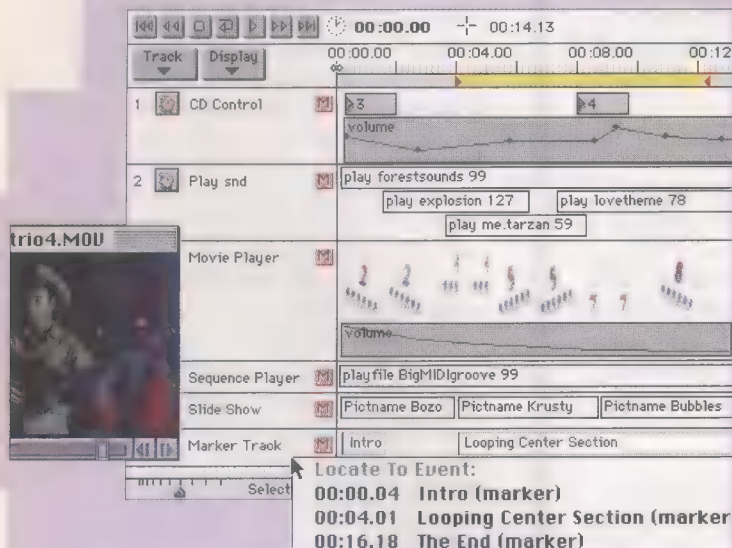 00:00.00 00:14.13
Track Display 00:00.00 00:04.00 00:08.00 00:12
1 CD Control M 3 4
volume
2 Play snd M play forestsounds 99
play explosion 127 play lovetheme 78
play me.tarzan 59
trio4.MOV
Movie Player M
volume
Sequence Player M playfile BigMIDIgroove 99
Slide Show M Pictname Bozo Pictname Krusty Pictname Bubbles
Marker Track M Intro Looping Center Section
Select
Locate To Event:
00:00.04 Intro (marker)
00:04.01 Looping Center Section (marker
00:16.18 The End (marker)